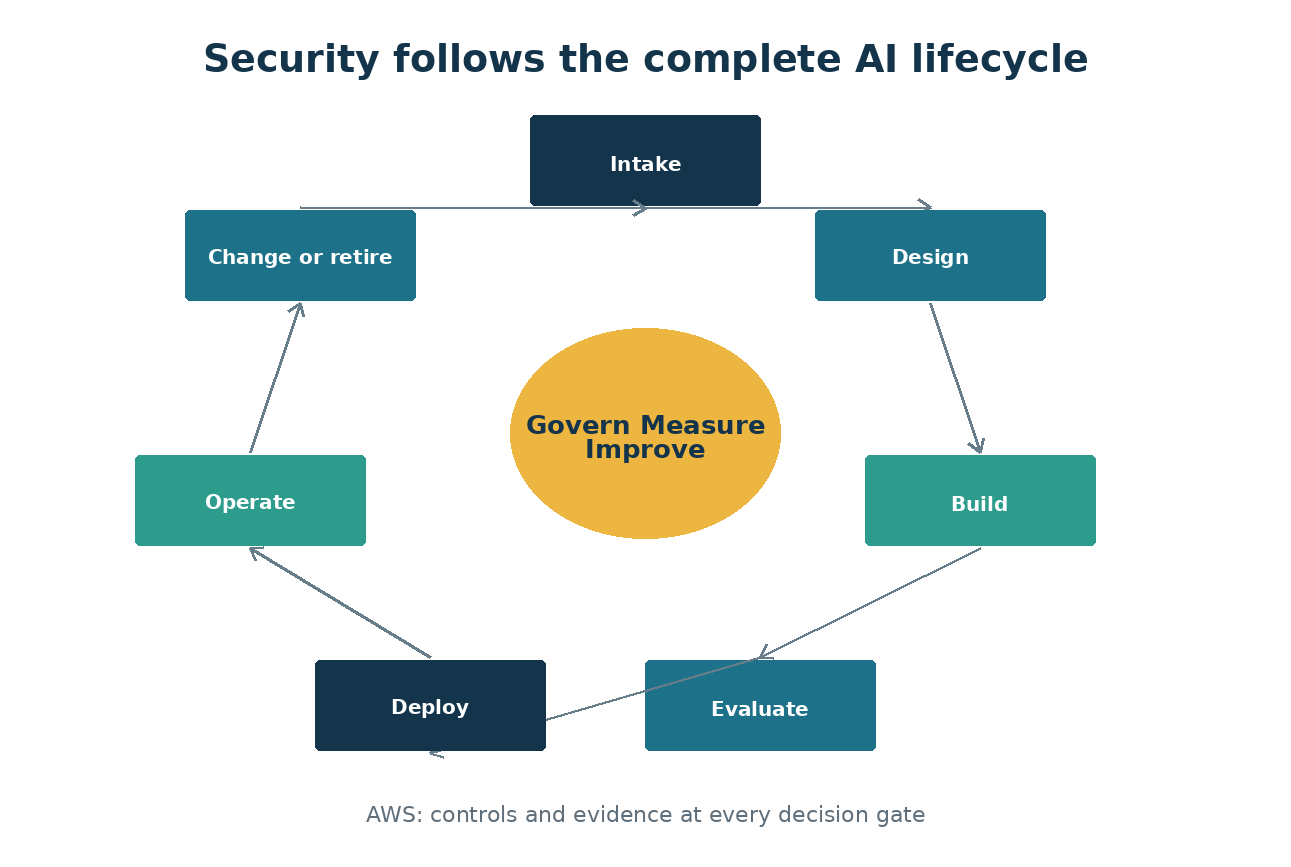 Security follows the complete AI lifecycle
Intake
Change or retire
Design
Govern Measure
Improve
Operate
Build
Deploy
Evaluate
AWS: controls and evidence at every decision gate